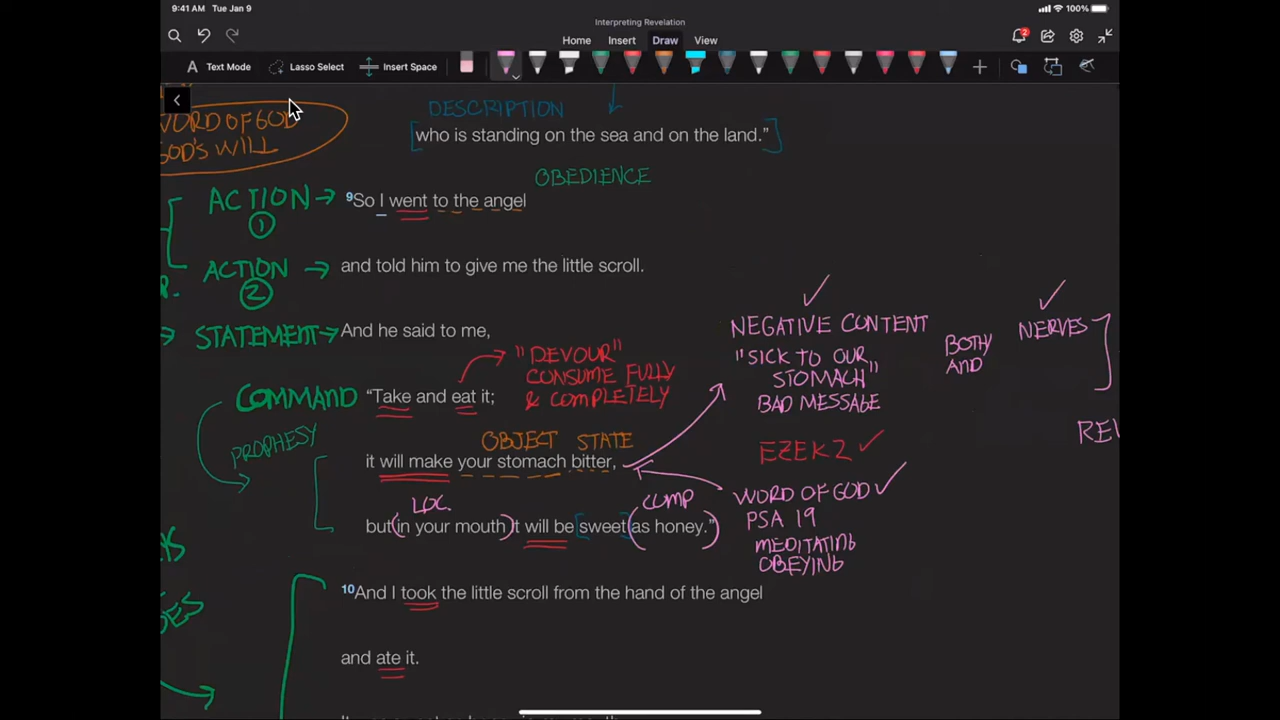 9:41 AM Tue Jan 9
100%
Interpreting Revelation
Home Insert Draw View
2
Text Mode Lasso Select Insert Space
WORD OF GOD
GOD'S WILL
DESCRIPTION
[who is standing on the sea and on the land."]
OBEDIENCE
ACTION → 9So I went to the angel
①
ACTION → and told him to give me the little scroll.
②
P.
STATEMENT → And he said to me,
"DEVOUR"
CONSUME FULLY
& COMPLETELY
COMMAND "Take and eat it;
PROPHESY
OBJECT STATE
it will make your stomach bitter,
LOC. COMP
but (in your mouth) it will be [sweet] (as honey.")
NEGATIVE CONTENT
"SICK TO OUR
STOMACH"
BAD MESSAGE
BOTH
AND
NERVES
EZEK 2
WORD OF GOD
PSA 19
MEDITATING
OBEYING
10And I took the little scroll from the hand of the angel
and ate it.